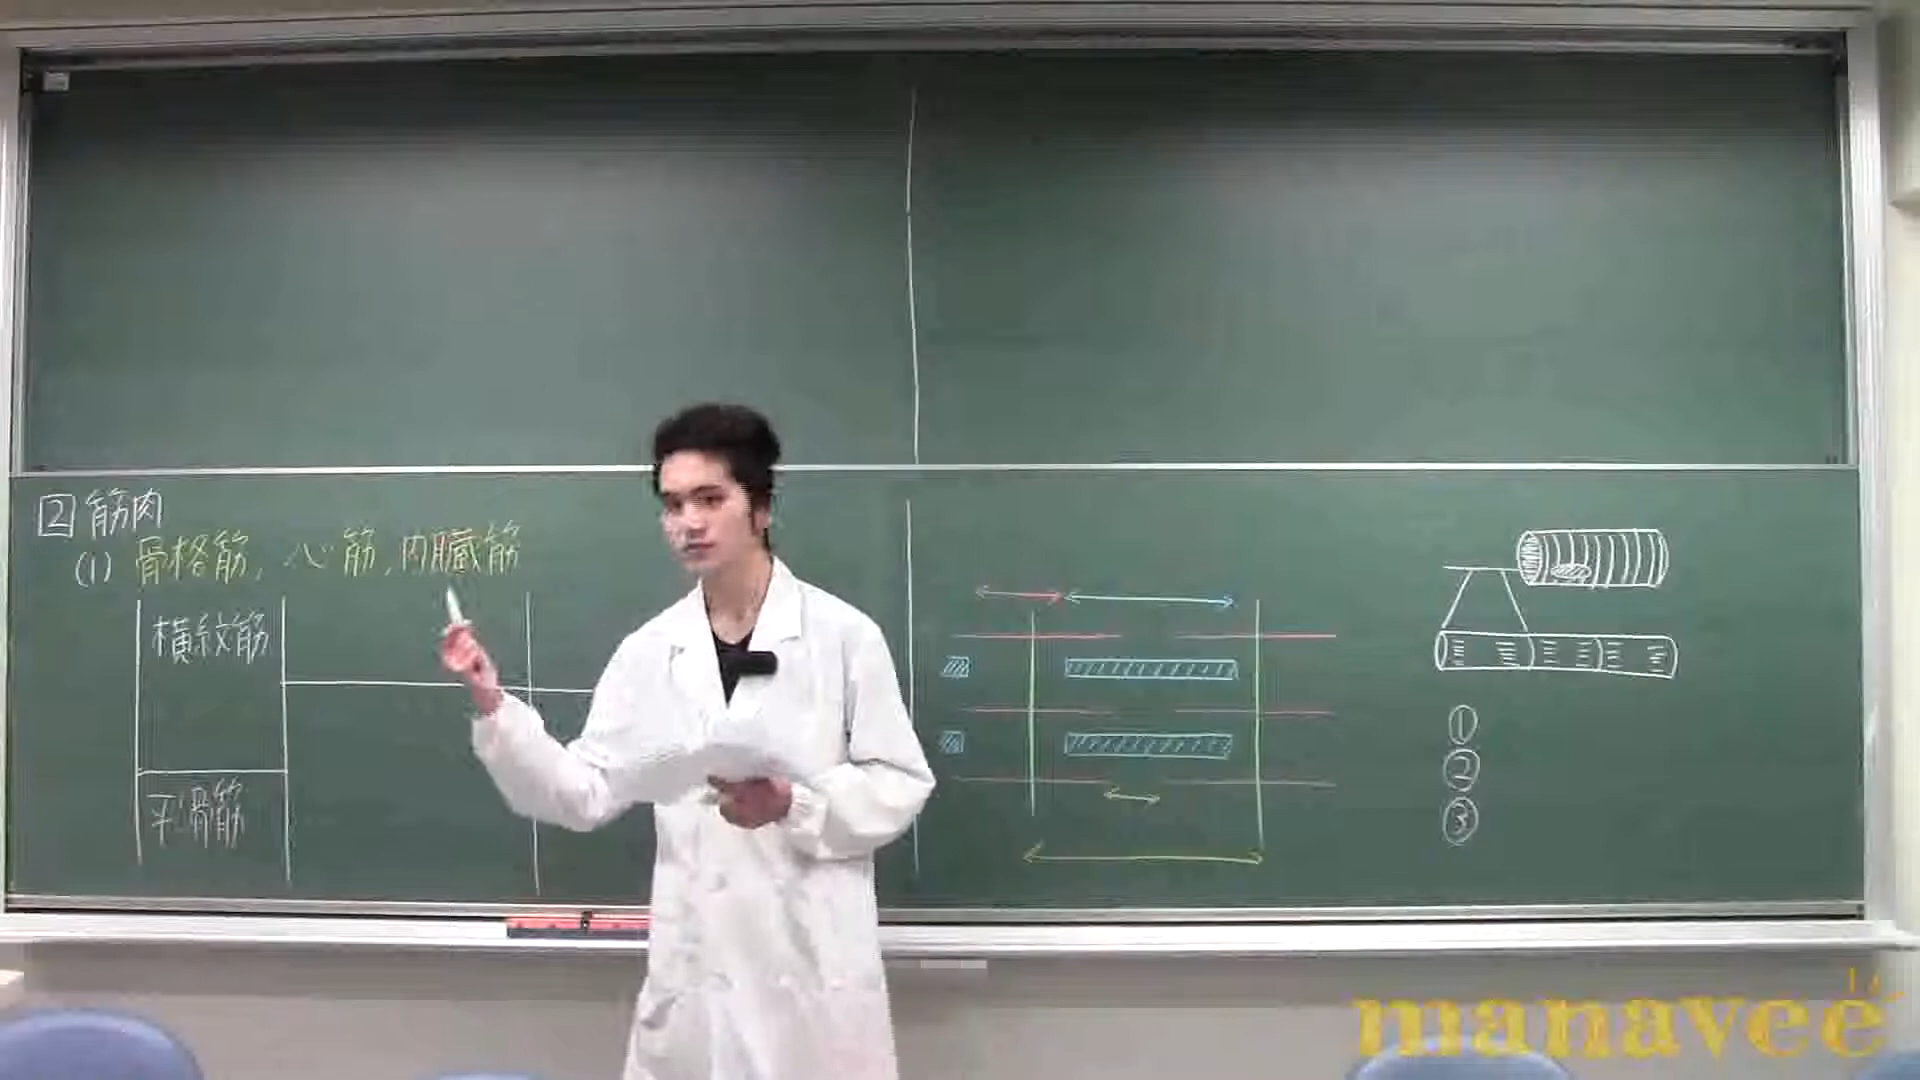 2 筋肉
(1) 骨格筋, 心筋, 内臓筋
横紋筋
平滑筋
①
②
③
manavee